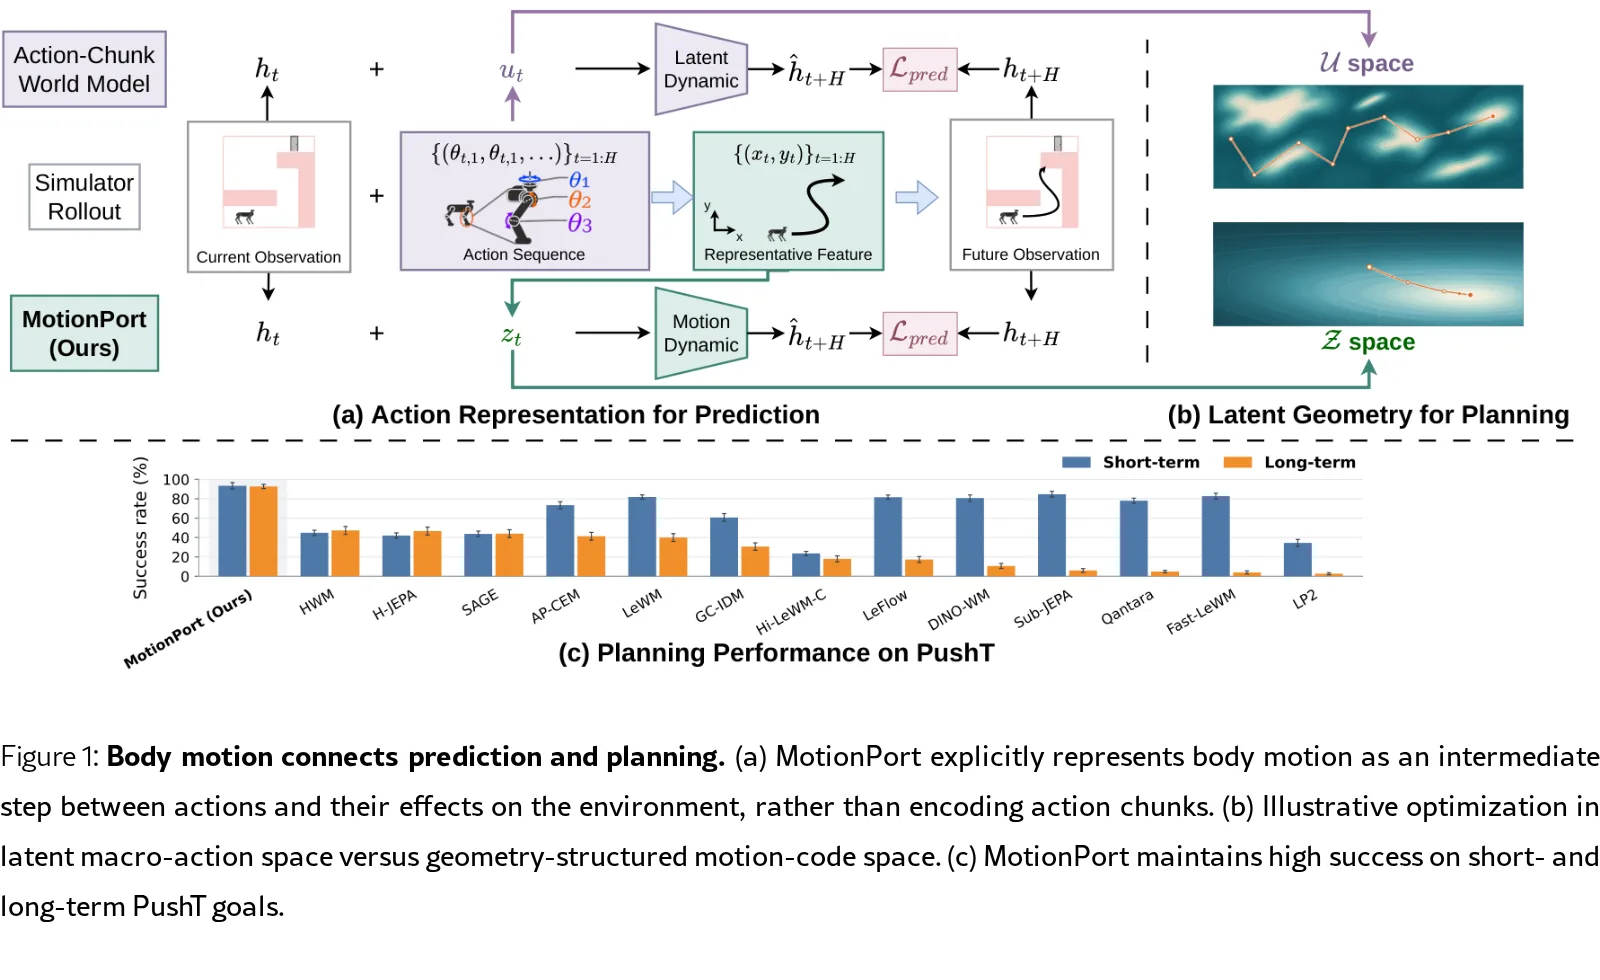 Action-Chunk
World Model
h_t + u_t
Latent
Dynamic
ĥ_{t+H}
ℒ_pred
h_{t+H}
𝒰 space
Simulator
Rollout
Current Observation
+
{(θ_{t,1}, θ_{t,1}, ...)}_{t=1:H}
θ1
θ2
θ3
Action Sequence
{(x_t, y_t)}_{t=1:H}
y
x
Representative Feature
Future Observation
MotionPort
(Ours)
h_t + z_t
Motion
Dynamic
ĥ_{t+H}
ℒ_pred
h_{t+H}
𝒵 space
(a) Action Representation for Prediction
(b) Latent Geometry for Planning
Short-term
Long-term
Success rate (%)
100
80
60
40
20
0
MotionPort (Ours)
HWM
H-JEPA
SAGE
AP-CEM
LeWM
GC-IDM
Hi-LeWM-C
LeFlow
DINO-WM
Sub-JEPA
Qantara
Fast-LeWM
LP2
(c) Planning Performance on PushT
Figure 1: Body motion connects prediction and planning. (a) MotionPort explicitly represents body motion as an intermediate
step between actions and their effects on the environment, rather than encoding action chunks. (b) Illustrative optimization in
latent macro-action space versus geometry-structured motion-code space. (c) MotionPort maintains high success on short- and
long-term PushT goals.